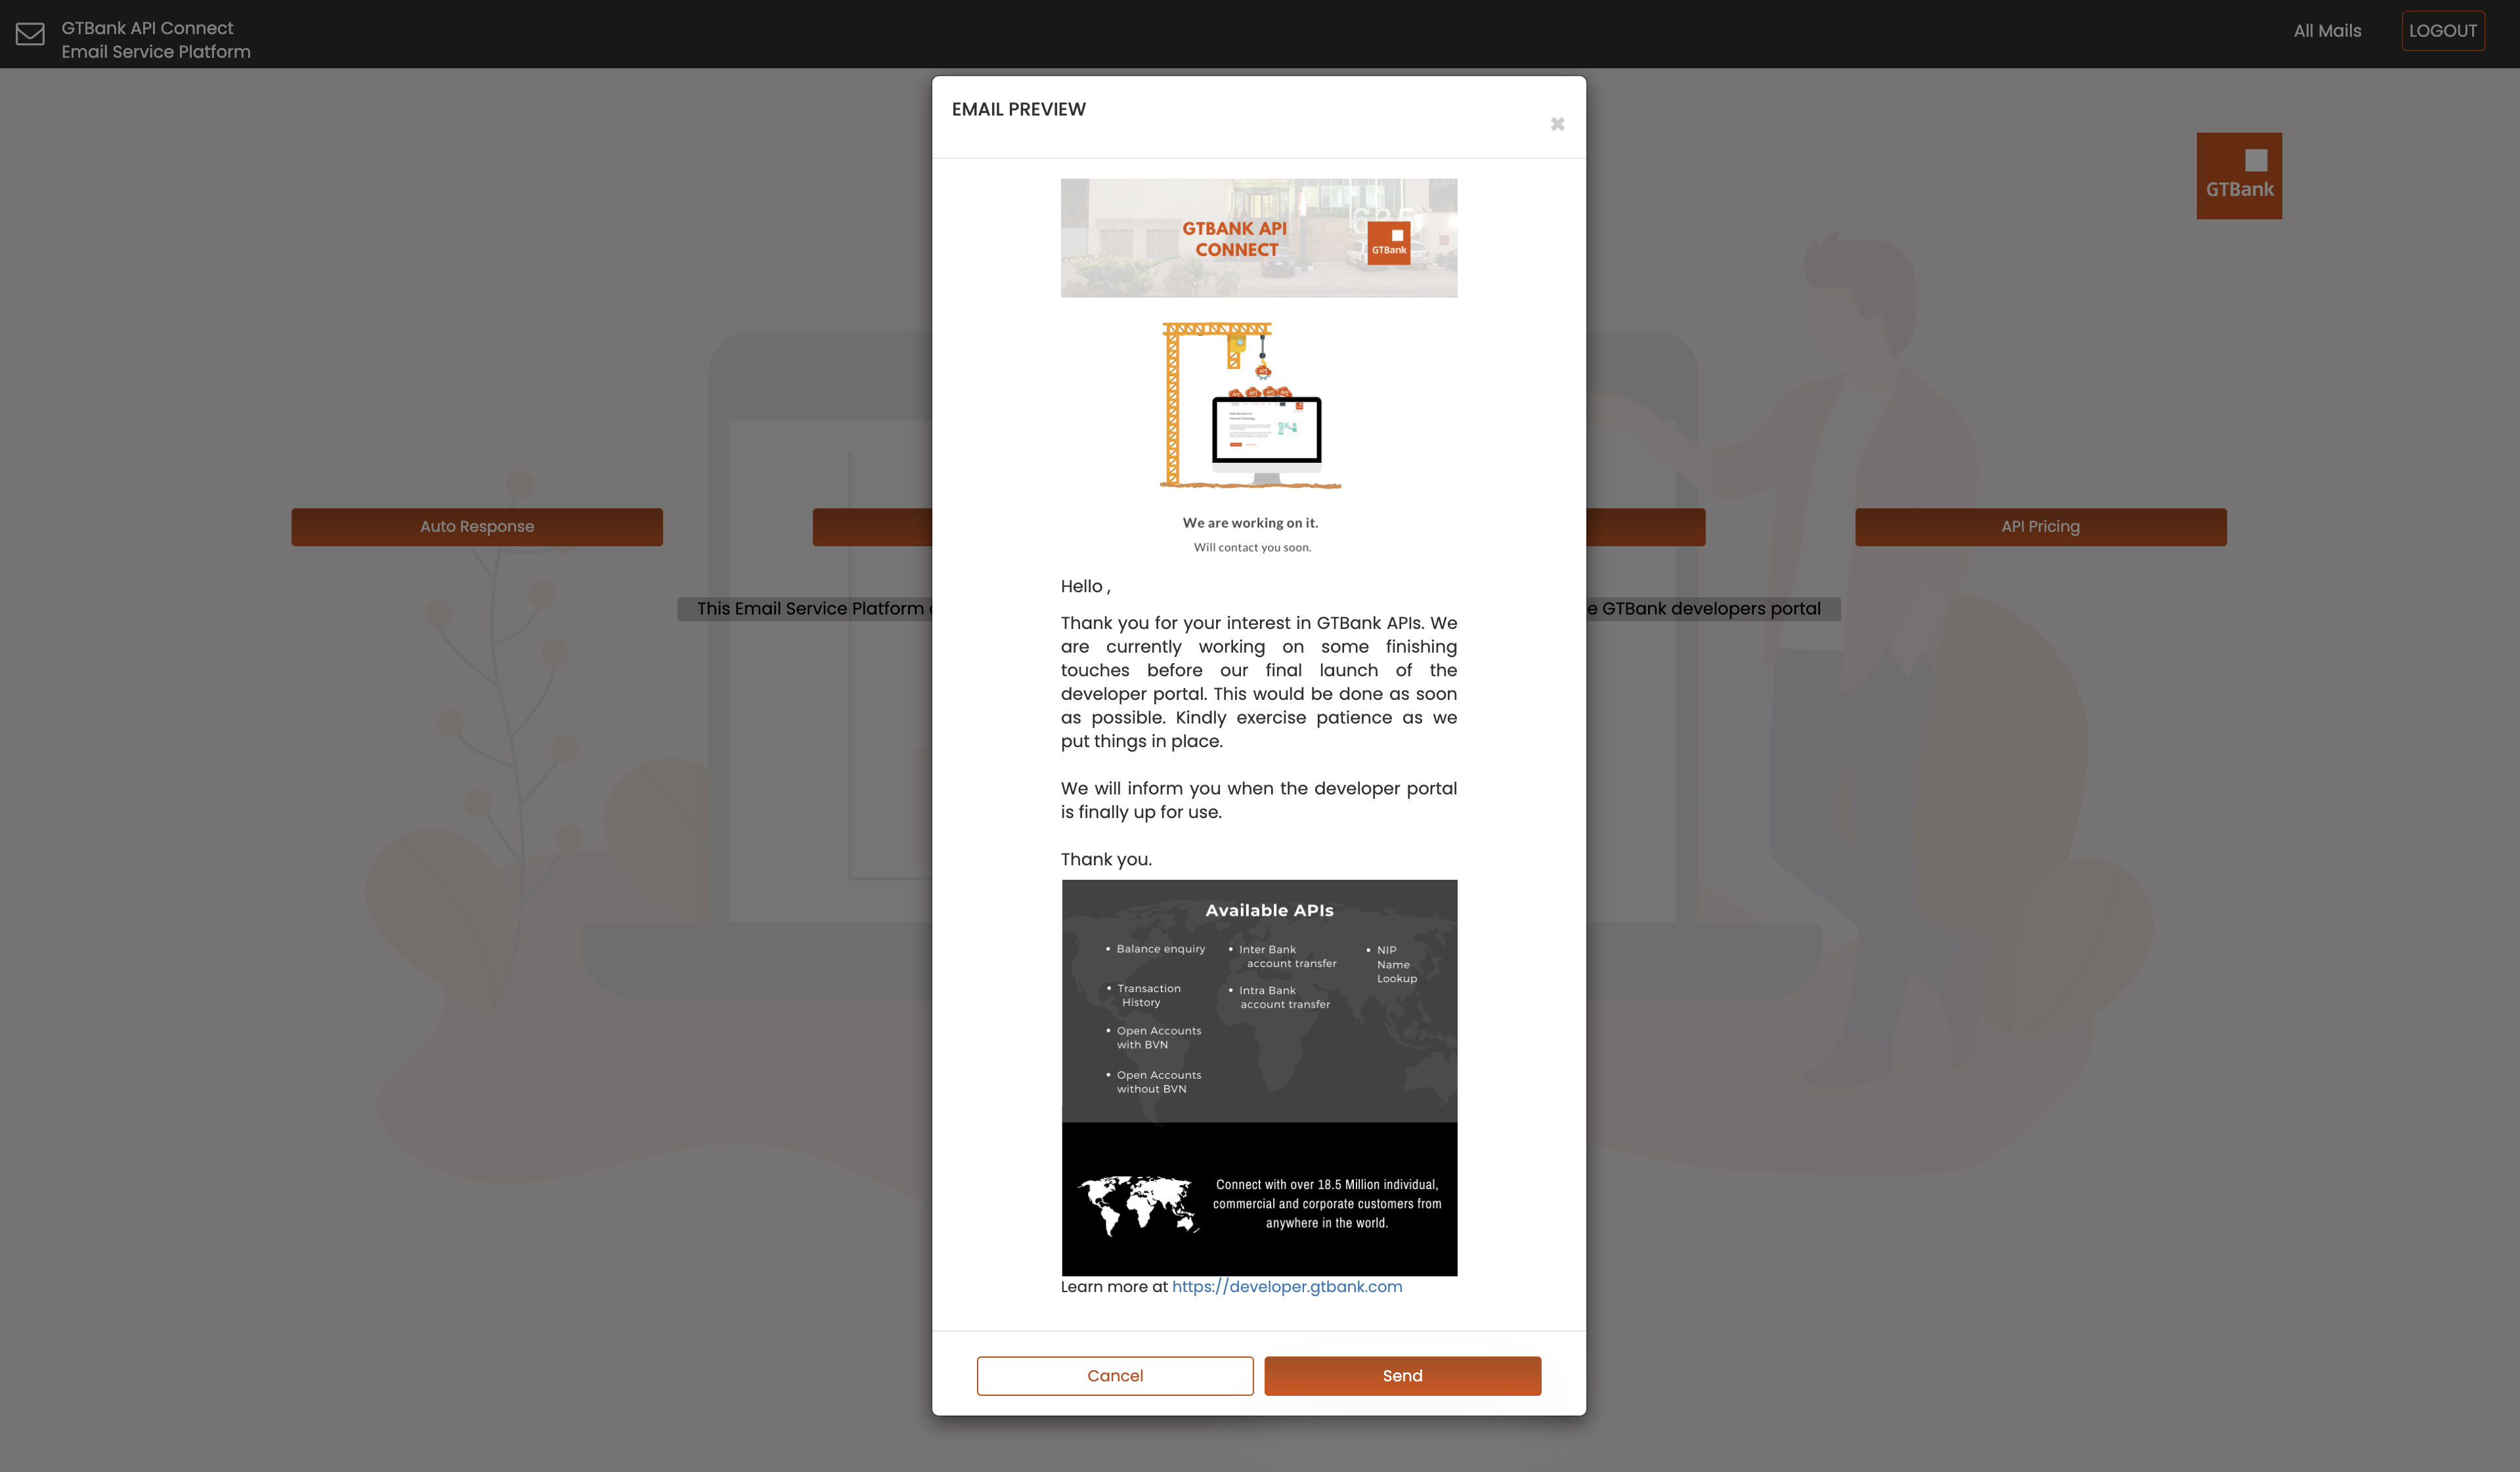 GTBank API Connect
Email Service Platform
All Mails
LOGOUT
EMAIL PREVIEW
✖
GTBank
GTBANK API
CONNECT
GTBank
Auto Response
API Pricing
We are working on it.
Will contact you soon.
Hello ,
This Email Service Platform
e GTBank developers portal
Thank you for your interest in GTBank APIs. We
are currently working on some finishing
touches before our final launch of the
developer portal. This would be done as soon
as possible. Kindly exercise patience as we
put things in place.
We will inform you when the developer portal
is finally up for use.
Thank you.
Available APIs
• Balance enquiry
• Transaction
History
• Open Accounts
with BVN
• Open Accounts
without BVN
• Inter Bank
account transfer
• Intra Bank
account transfer
• NIP
Name
Lookup
Connect with over 18.5 Million individual,
commercial and corporate customers from
anywhere in the world.
Learn more at https://developer.gtbank.com
Cancel
Send